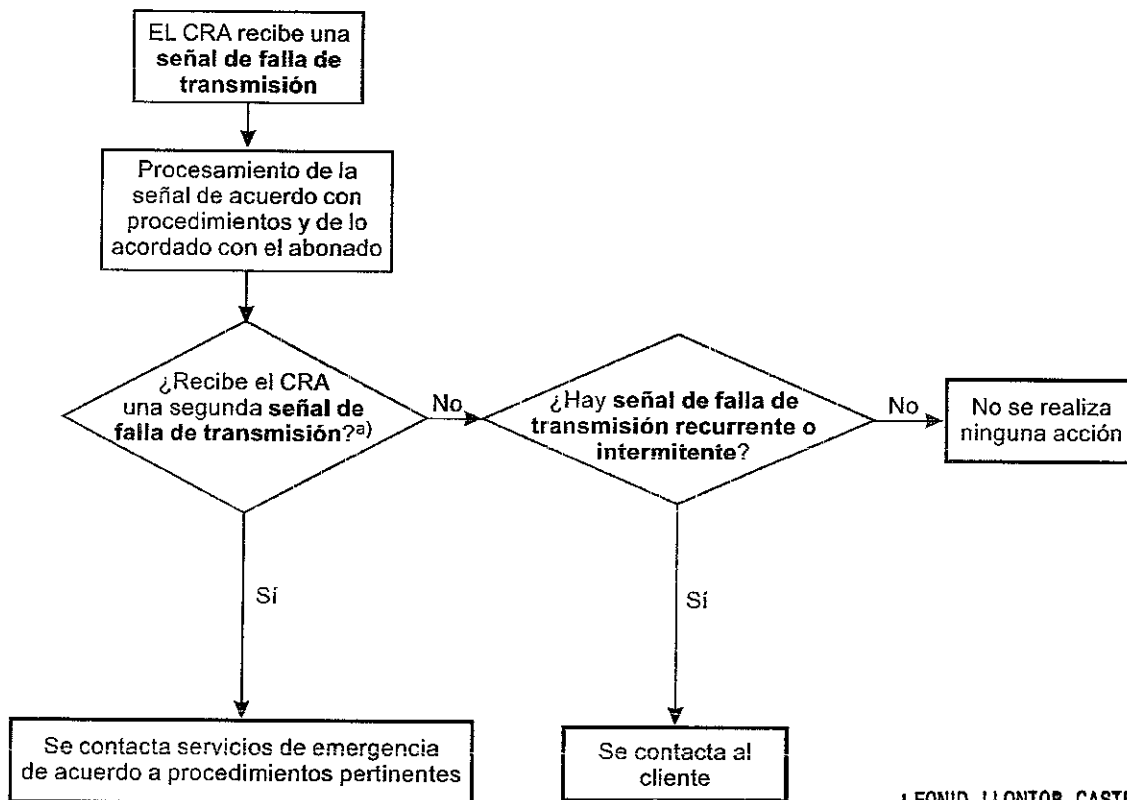 EL CRA recibe una
señal de falla de
transmisión
Procesamiento de la
señal de acuerdo con
procedimientos y de lo
acordado con el abonado
¿Recibe el CRA
una segunda señal de
falla de transmisión?a)
No
¿Hay señal de falla de
transmisión recurrente o
intermitente?
No
No se realiza
ninguna acción
Sí
Sí
Se contacta servicios de emergencia
de acuerdo a procedimientos pertinentes
Se contacta al
cliente